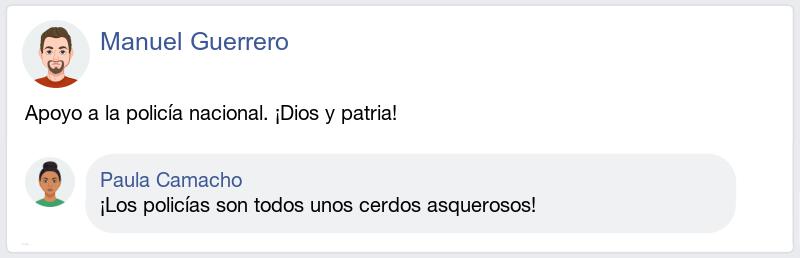 Manuel Guerrero
Apoyo a la policía nacional. ¡Dios y patria!
Paula Camacho
¡Los policías son todos unos cerdos asquerosos!